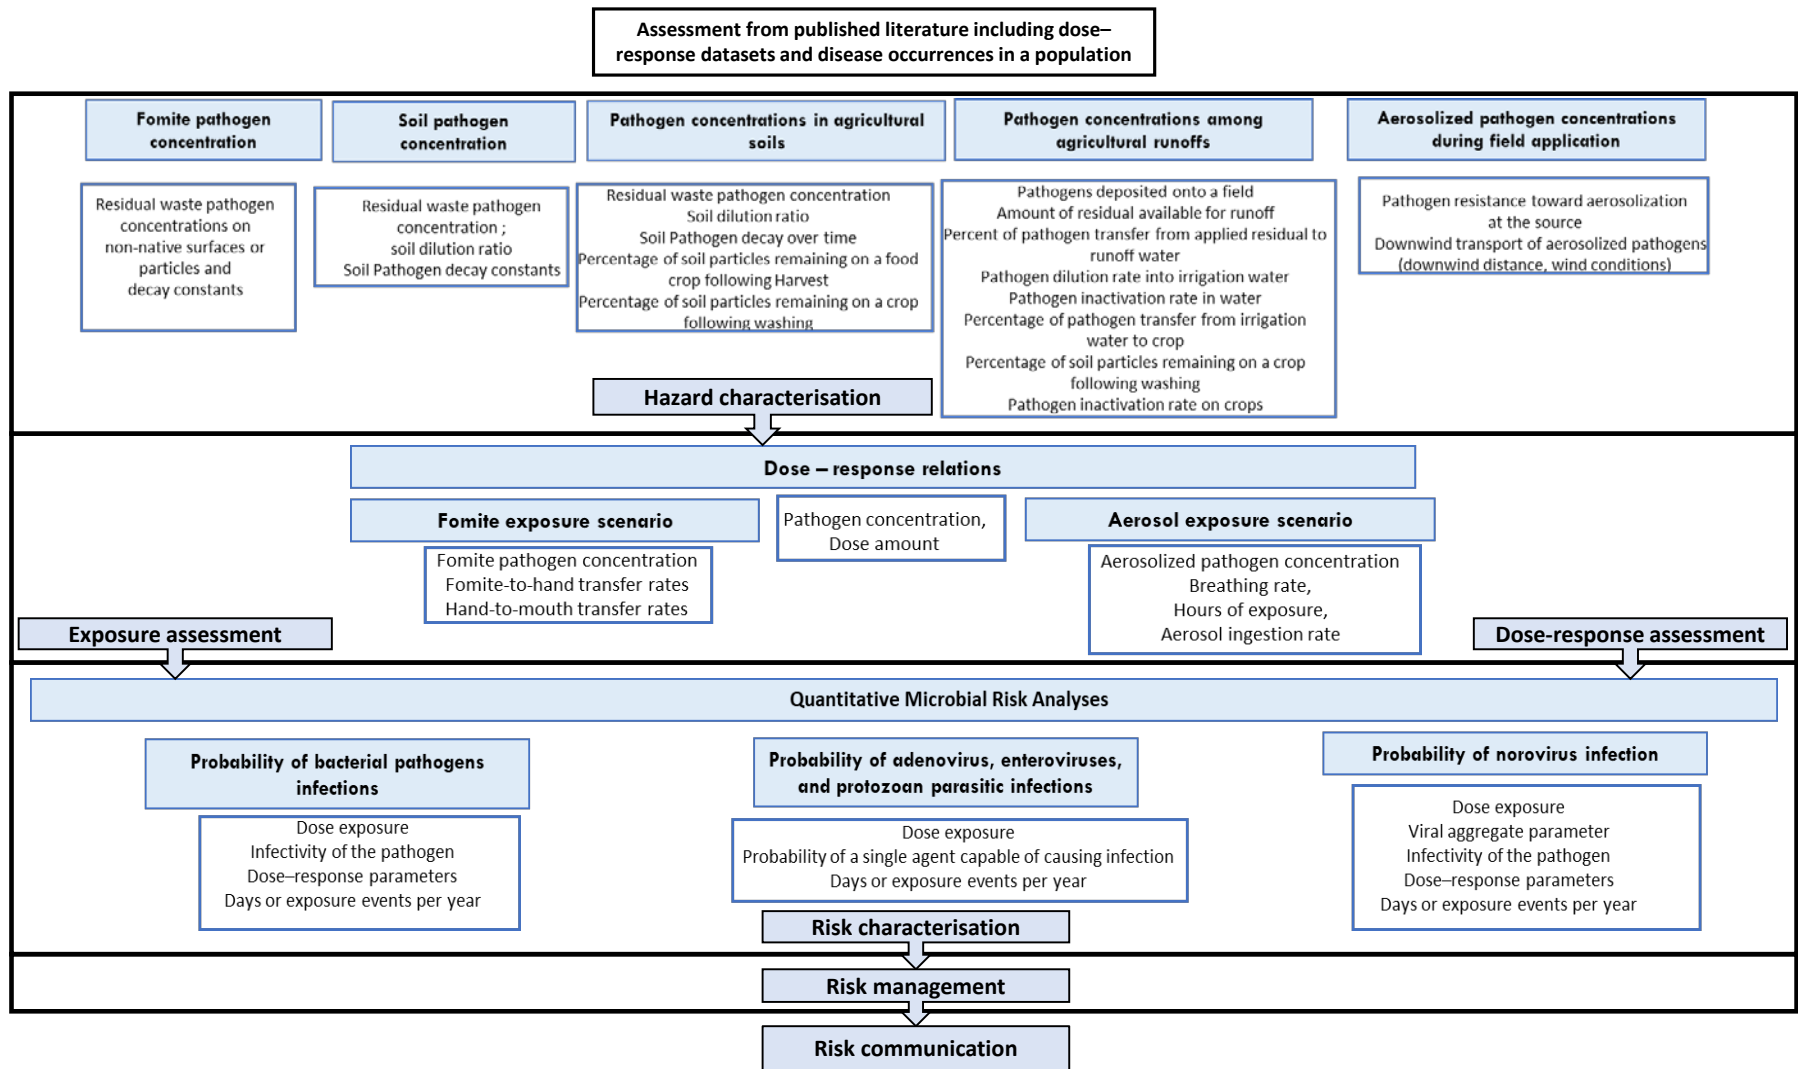 Assessment from published literature including dose–
response datasets and disease occurrences in a population
Fomite pathogen
concentration
Soil pathogen
concentration
Pathogen concentrations in agricultural
soils
Pathogen concentrations among
agricultural runoffs
Aerosolized pathogen concentrations
during field application
Residual waste pathogen
concentrations on
non-native surfaces or
particles and
decay constants
Residual waste pathogen
concentration ;
soil dilution ratio
Soil Pathogen decay constants
Residual waste pathogen concentration
Soil dilution ratio
Soil Pathogen decay over time
Percentage of soil particles remaining on a food
crop following Harvest
Percentage of soil particles remaining on a crop
following washing
Pathogens deposited onto a field
Amount of residual available for runoff
Percent of pathogen transfer from applied residual to
runoff water
Pathogen dilution rate into irrigation water
Pathogen inactivation rate in water
Percentage of pathogen transfer from irrigation
water to crop
Percentage of soil particles remaining on a crop
following washing
Pathogen inactivation rate on crops
Pathogen resistance toward aerosolization
at the source
Downwind transport of aerosolized pathogens
(downwind distance, wind conditions)
Hazard characterisation
Dose – response relations
Fomite exposure scenario
Pathogen concentration,
Dose amount
Aerosol exposure scenario
Fomite pathogen concentration
Fomite-to-hand transfer rates
Hand-to-mouth transfer rates
Aerosolized pathogen concentration
Breathing rate,
Hours of exposure,
Aerosol ingestion rate
Exposure assessment
Dose-response assessment
Quantitative Microbial Risk Analyses
Probability of bacterial pathogens
infections
Probability of adenovirus, enteroviruses,
and protozoan parasitic infections
Probability of norovirus infection
Dose exposure
Infectivity of the pathogen
Dose–response parameters
Days or exposure events per year
Dose exposure
Probability of a single agent capable of causing infection
Days or exposure events per year
Dose exposure
Viral aggregate parameter
Infectivity of the pathogen
Dose–response parameters
Days or exposure events per year
Risk characterisation
Risk management
Risk communication